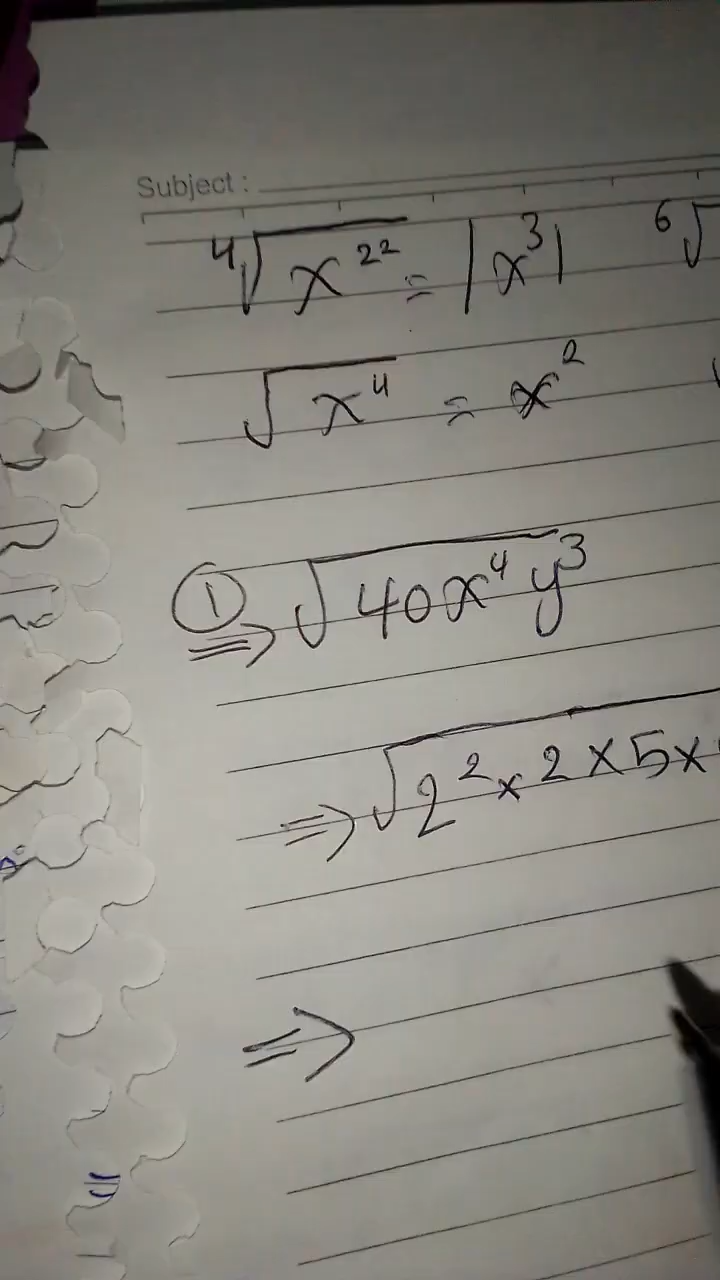 Subject :
⁴√x²² = |x³| ⁶√
√x⁴ = x²
① ⇒ √40x⁴y³
⇒ √2² × 2 × 5 ×
⇒